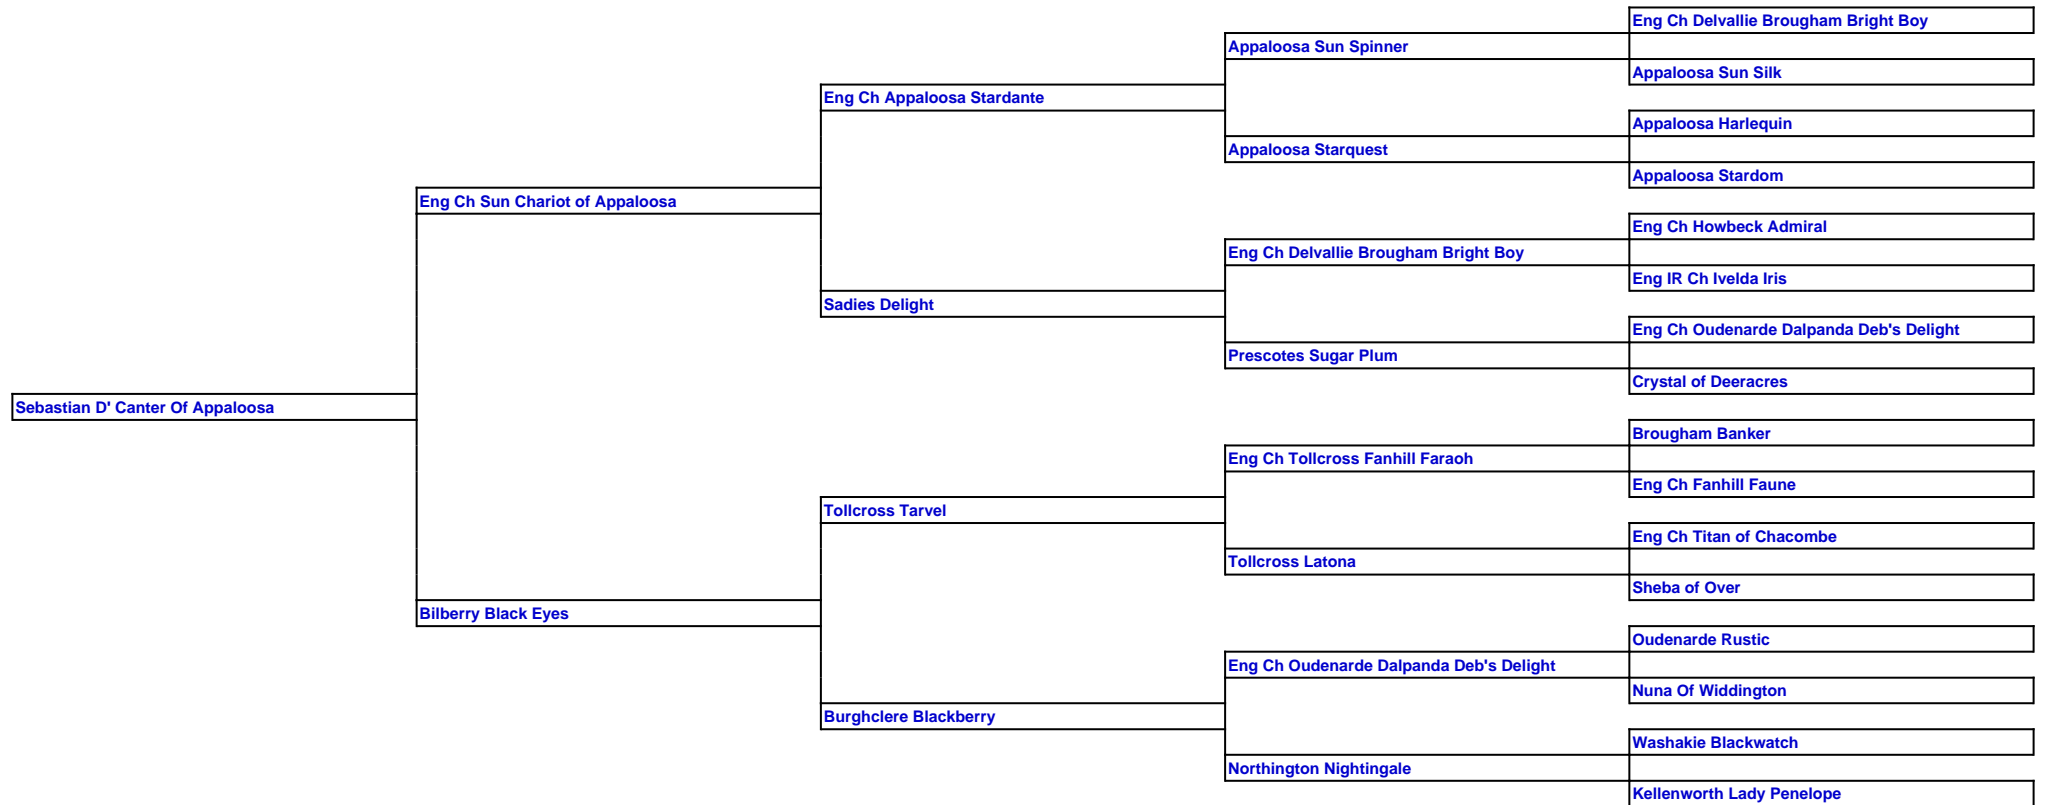 Eng Ch Delvallie Brougham Bright Boy
Appaloosa Sun Spinner
Appaloosa Sun Silk
Eng Ch Appaloosa Stardante
Appaloosa Harlequin
Appaloosa Starquest
Appaloosa Stardom
Eng Ch Sun Chariot of Appaloosa
Eng Ch Howbeck Admiral
Eng Ch Delvallie Brougham Bright Boy
Eng IR Ch Ivelda Iris
Sadies Delight
Eng Ch Oudenarde Dalpanda Deb's Delight
Prescotes Sugar Plum
Crystal of Deeracres
Sebastian D' Canter Of Appaloosa
Brougham Banker
Eng Ch Tollcross Fanhill Faraoh
Eng Ch Fanhill Faune
Tollcross Tarvel
Eng Ch Titan of Chacombe
Tollcross Latona
Sheba of Over
Bilberry Black Eyes
Oudenarde Rustic
Eng Ch Oudenarde Dalpanda Deb's Delight
Nuna Of Widdington
Burghclere Blackberry
Washakie Blackwatch
Northington Nightingale
Kellenworth Lady Penelope